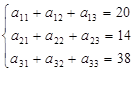 a₁₁ + a₁₂ + a₁₃ = 20
a₂₁ + a₂₂ + a₂₃ = 14
a₃₁ + a₃₂ + a₃₃ = 38